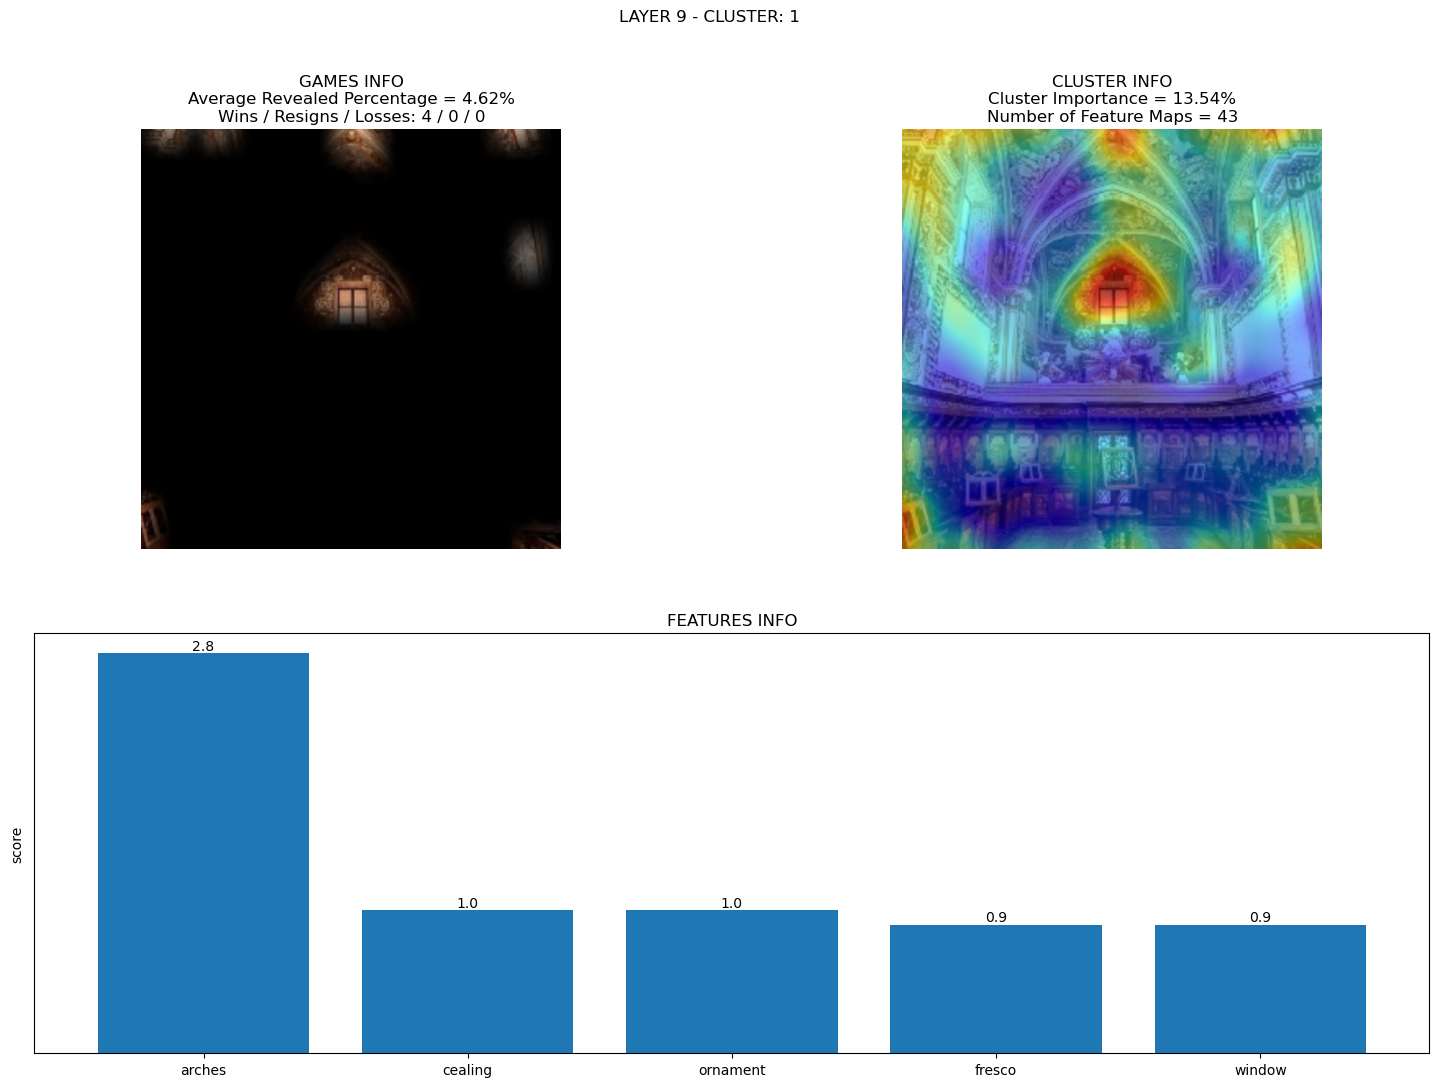 LAYER 9 - CLUSTER: 1
GAMES INFO
Average Revealed Percentage = 4.62%
Wins / Resigns / Losses: 4 / 0 / 0
CLUSTER INFO
Cluster Importance = 13.54%
Number of Feature Maps = 43
FEATURES INFO
score
2.8
1.0
1.0
0.9
0.9
arches
cealing
ornament
fresco
window